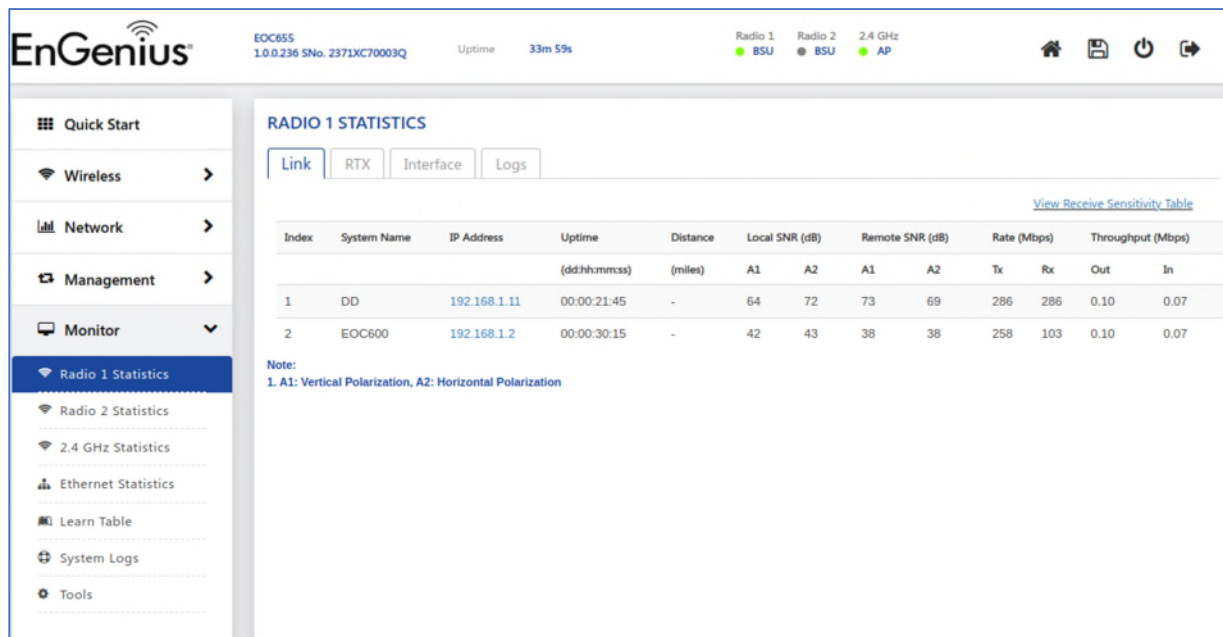 EnGenius
EOC655
1.0.0.236 SNo. 2371XC70003Q
Uptime 33m 59s
Radio 1 Radio 2 2.4 GHz
BSU BSU AP
Quick Start
Wireless
Network
Management
Monitor
Radio 1 Statistics
Radio 2 Statistics
2.4 GHz Statistics
Ethernet Statistics
Learn Table
System Logs
Tools
RADIO 1 STATISTICS
Link RTX Interface Logs
View Receive Sensitivity Table
Index System Name IP Address Uptime Distance Local SNR (dB) Remote SNR (dB) Rate (Mbps) Throughput (Mbps)
(dd:hh:mm:ss) (miles) A1 A2 A1 A2 Tx Rx Out In
1 DD 192.168.1.11 00:00:21:45 - 64 72 73 69 286 286 0.10 0.07
2 EOC600 192.168.1.2 00:00:30:15 - 42 43 38 38 258 103 0.10 0.07
Note:
1. A1: Vertical Polarization, A2: Horizontal Polarization